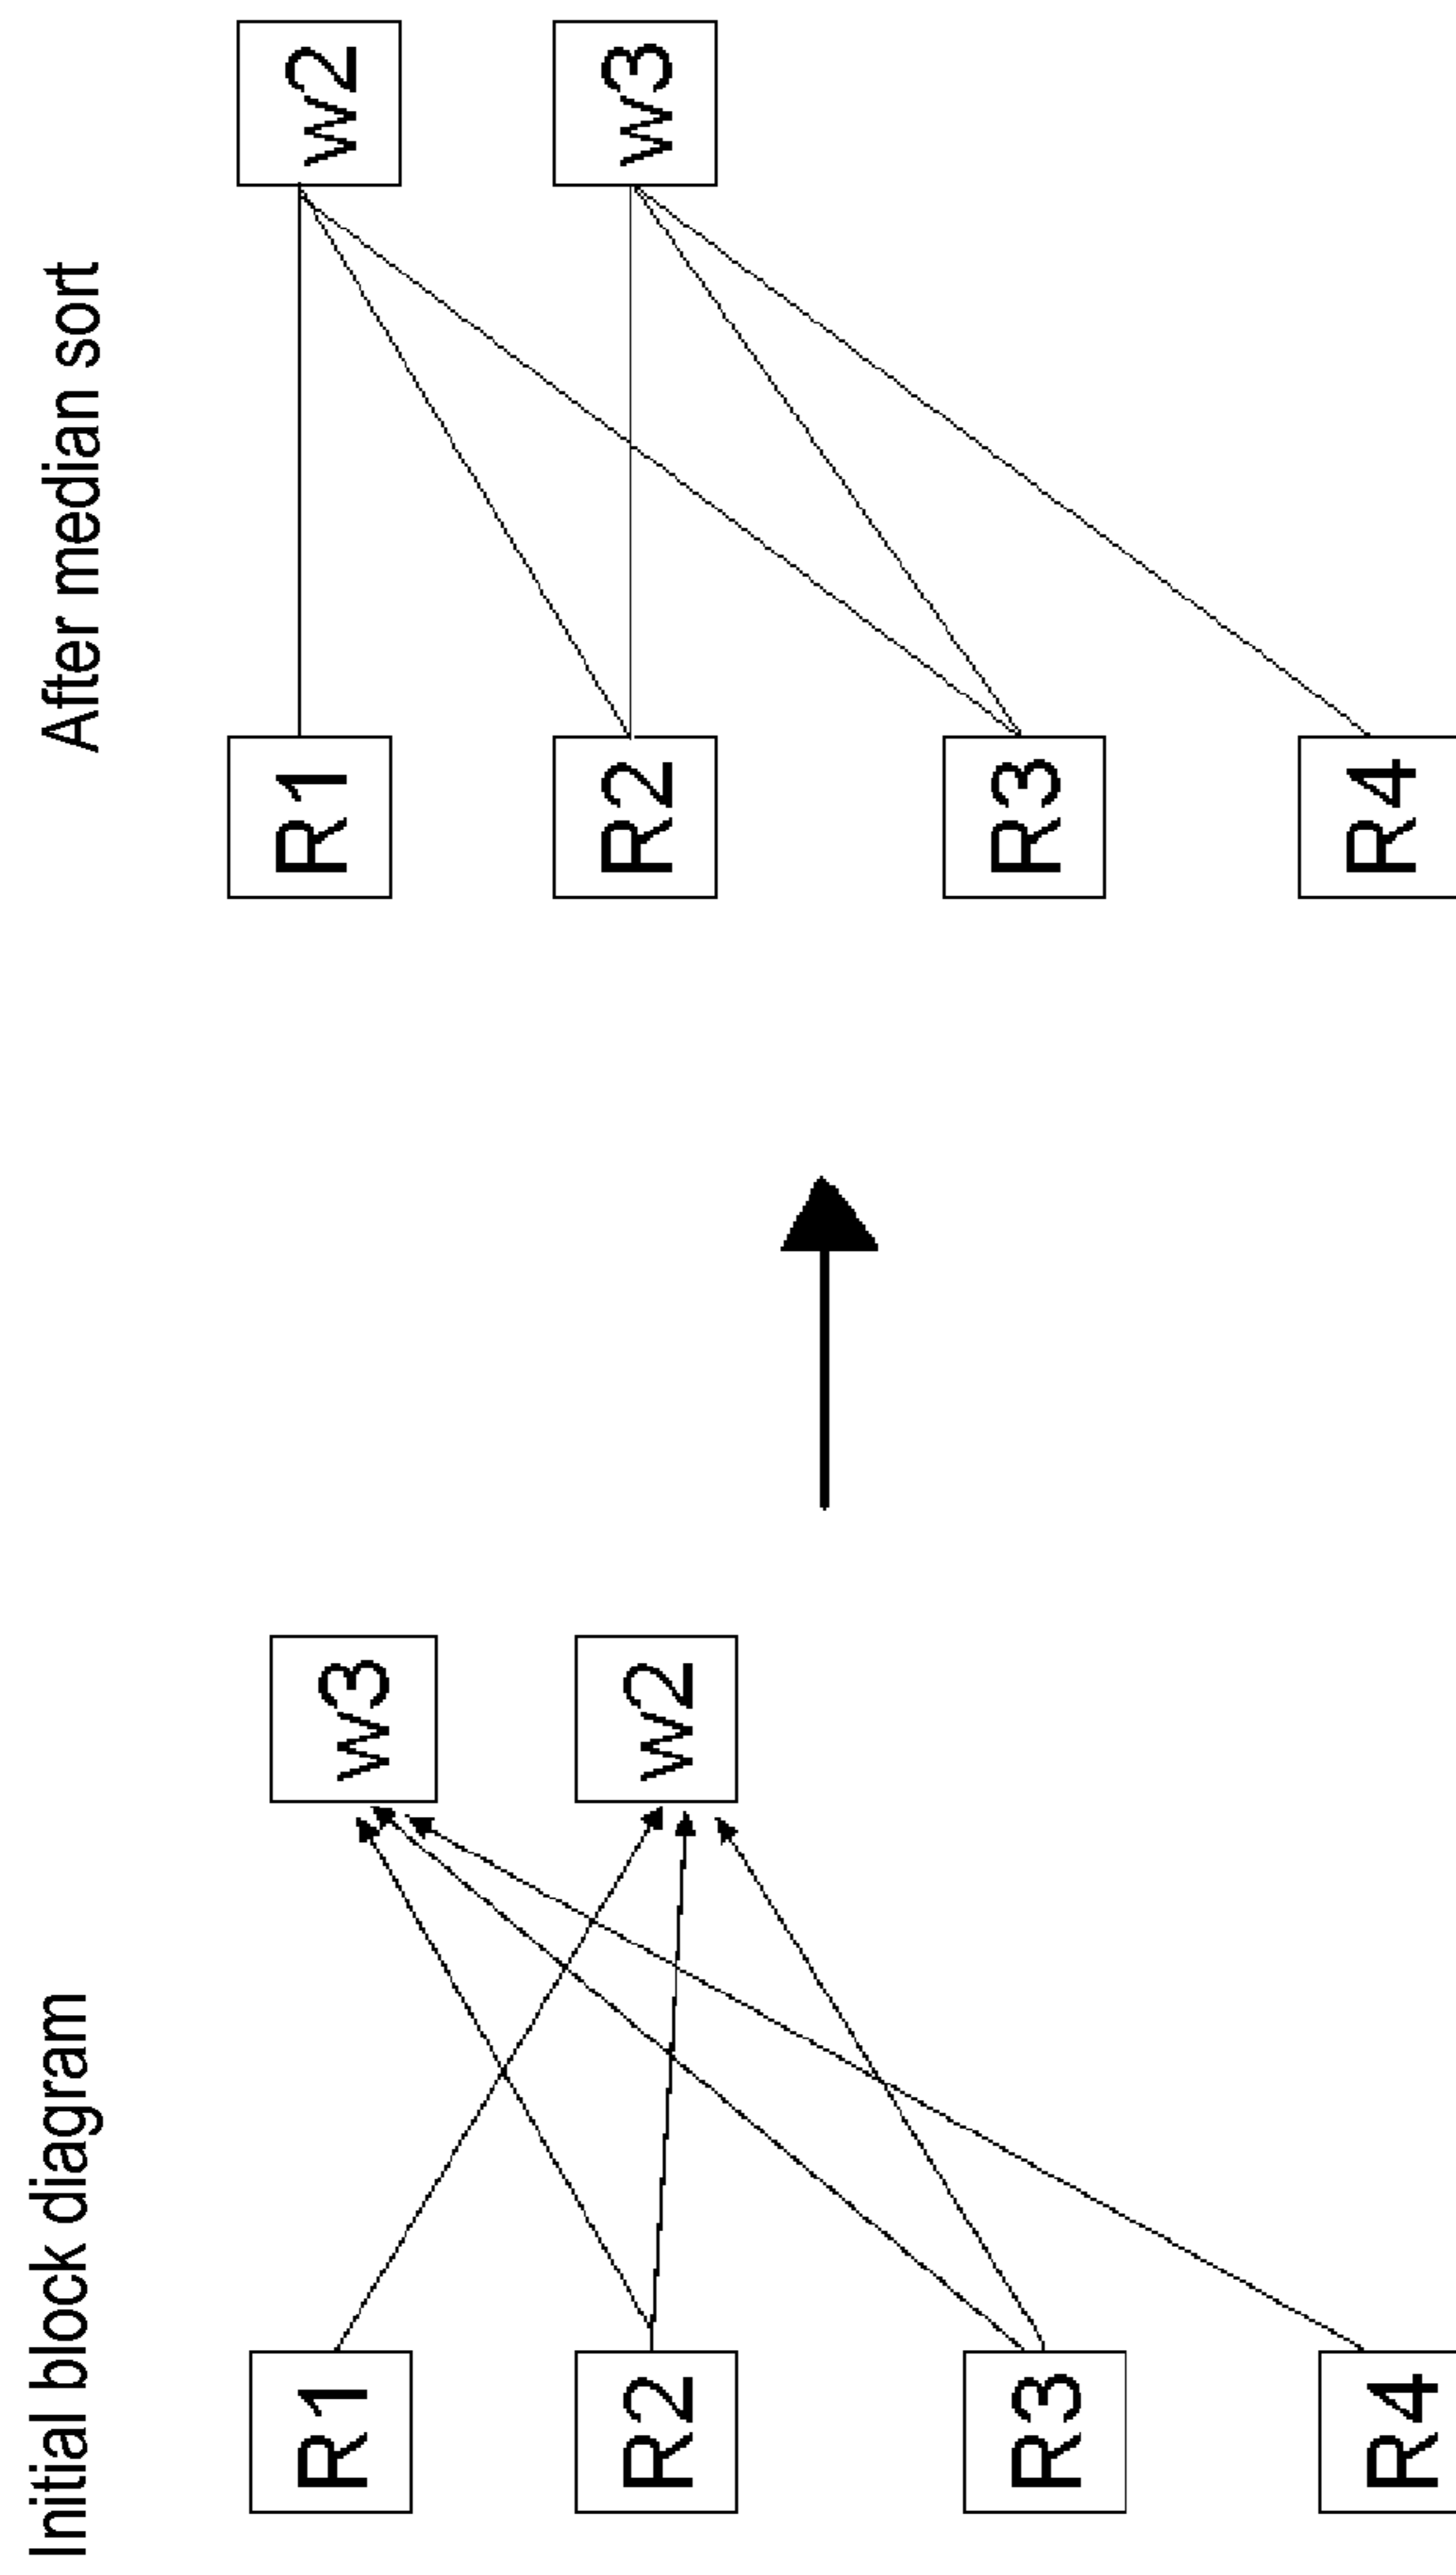 Initial block diagram
R1
w3
R2
w2
R3
R4
After median sort
R1
w2
R2
w3
R3
R4